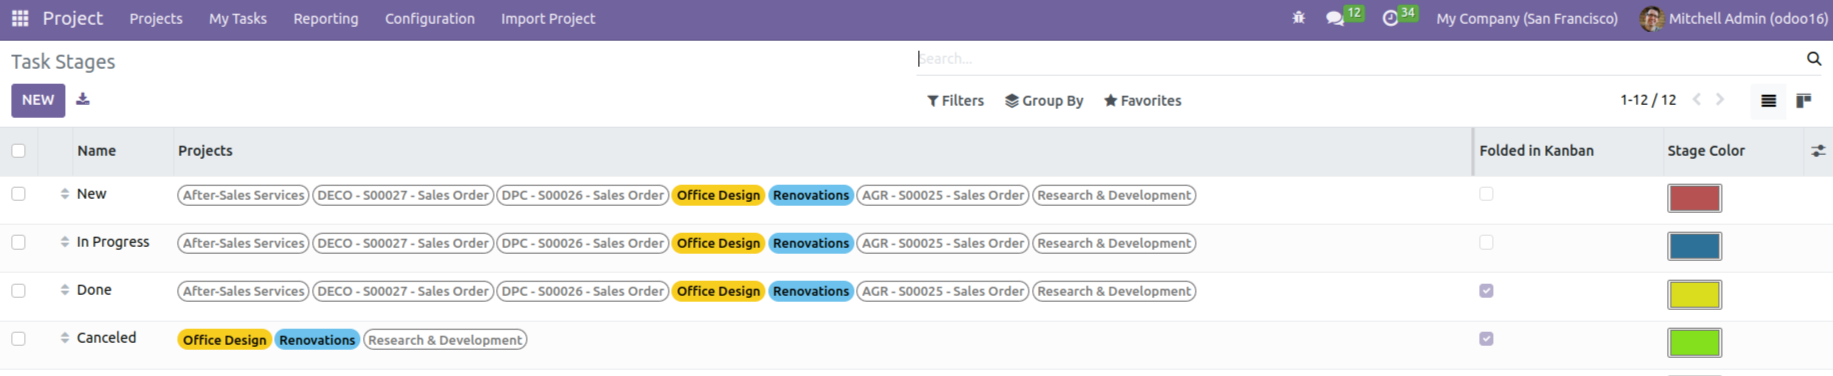 Project Projects My Tasks Reporting Configuration Import Project 12 34 My Company (San Francisco) Mitchell Admin (odoo16)
Task Stages Search...
NEW Filters Group By Favorites 1-12 / 12
Name Projects Folded in Kanban Stage Color
New After-Sales Services DECO - S00027 - Sales Order DPC - S00026 - Sales Order Office Design Renovations AGR - S00025 - Sales Order Research & Development
In Progress After-Sales Services DECO - S00027 - Sales Order DPC - S00026 - Sales Order Office Design Renovations AGR - S00025 - Sales Order Research & Development
Done After-Sales Services DECO - S00027 - Sales Order DPC - S00026 - Sales Order Office Design Renovations AGR - S00025 - Sales Order Research & Development
Canceled Office Design Renovations Research & Development